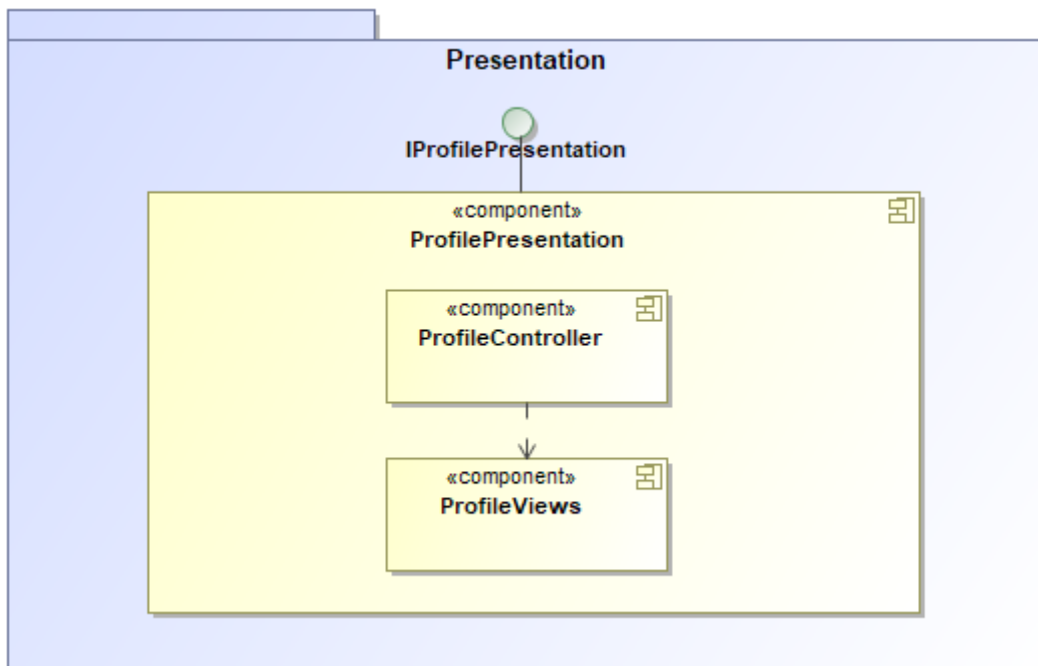 Presentation
IProfilePresentation
«component»
ProfilePresentation
«component»
ProfileController
«component»
ProfileViews